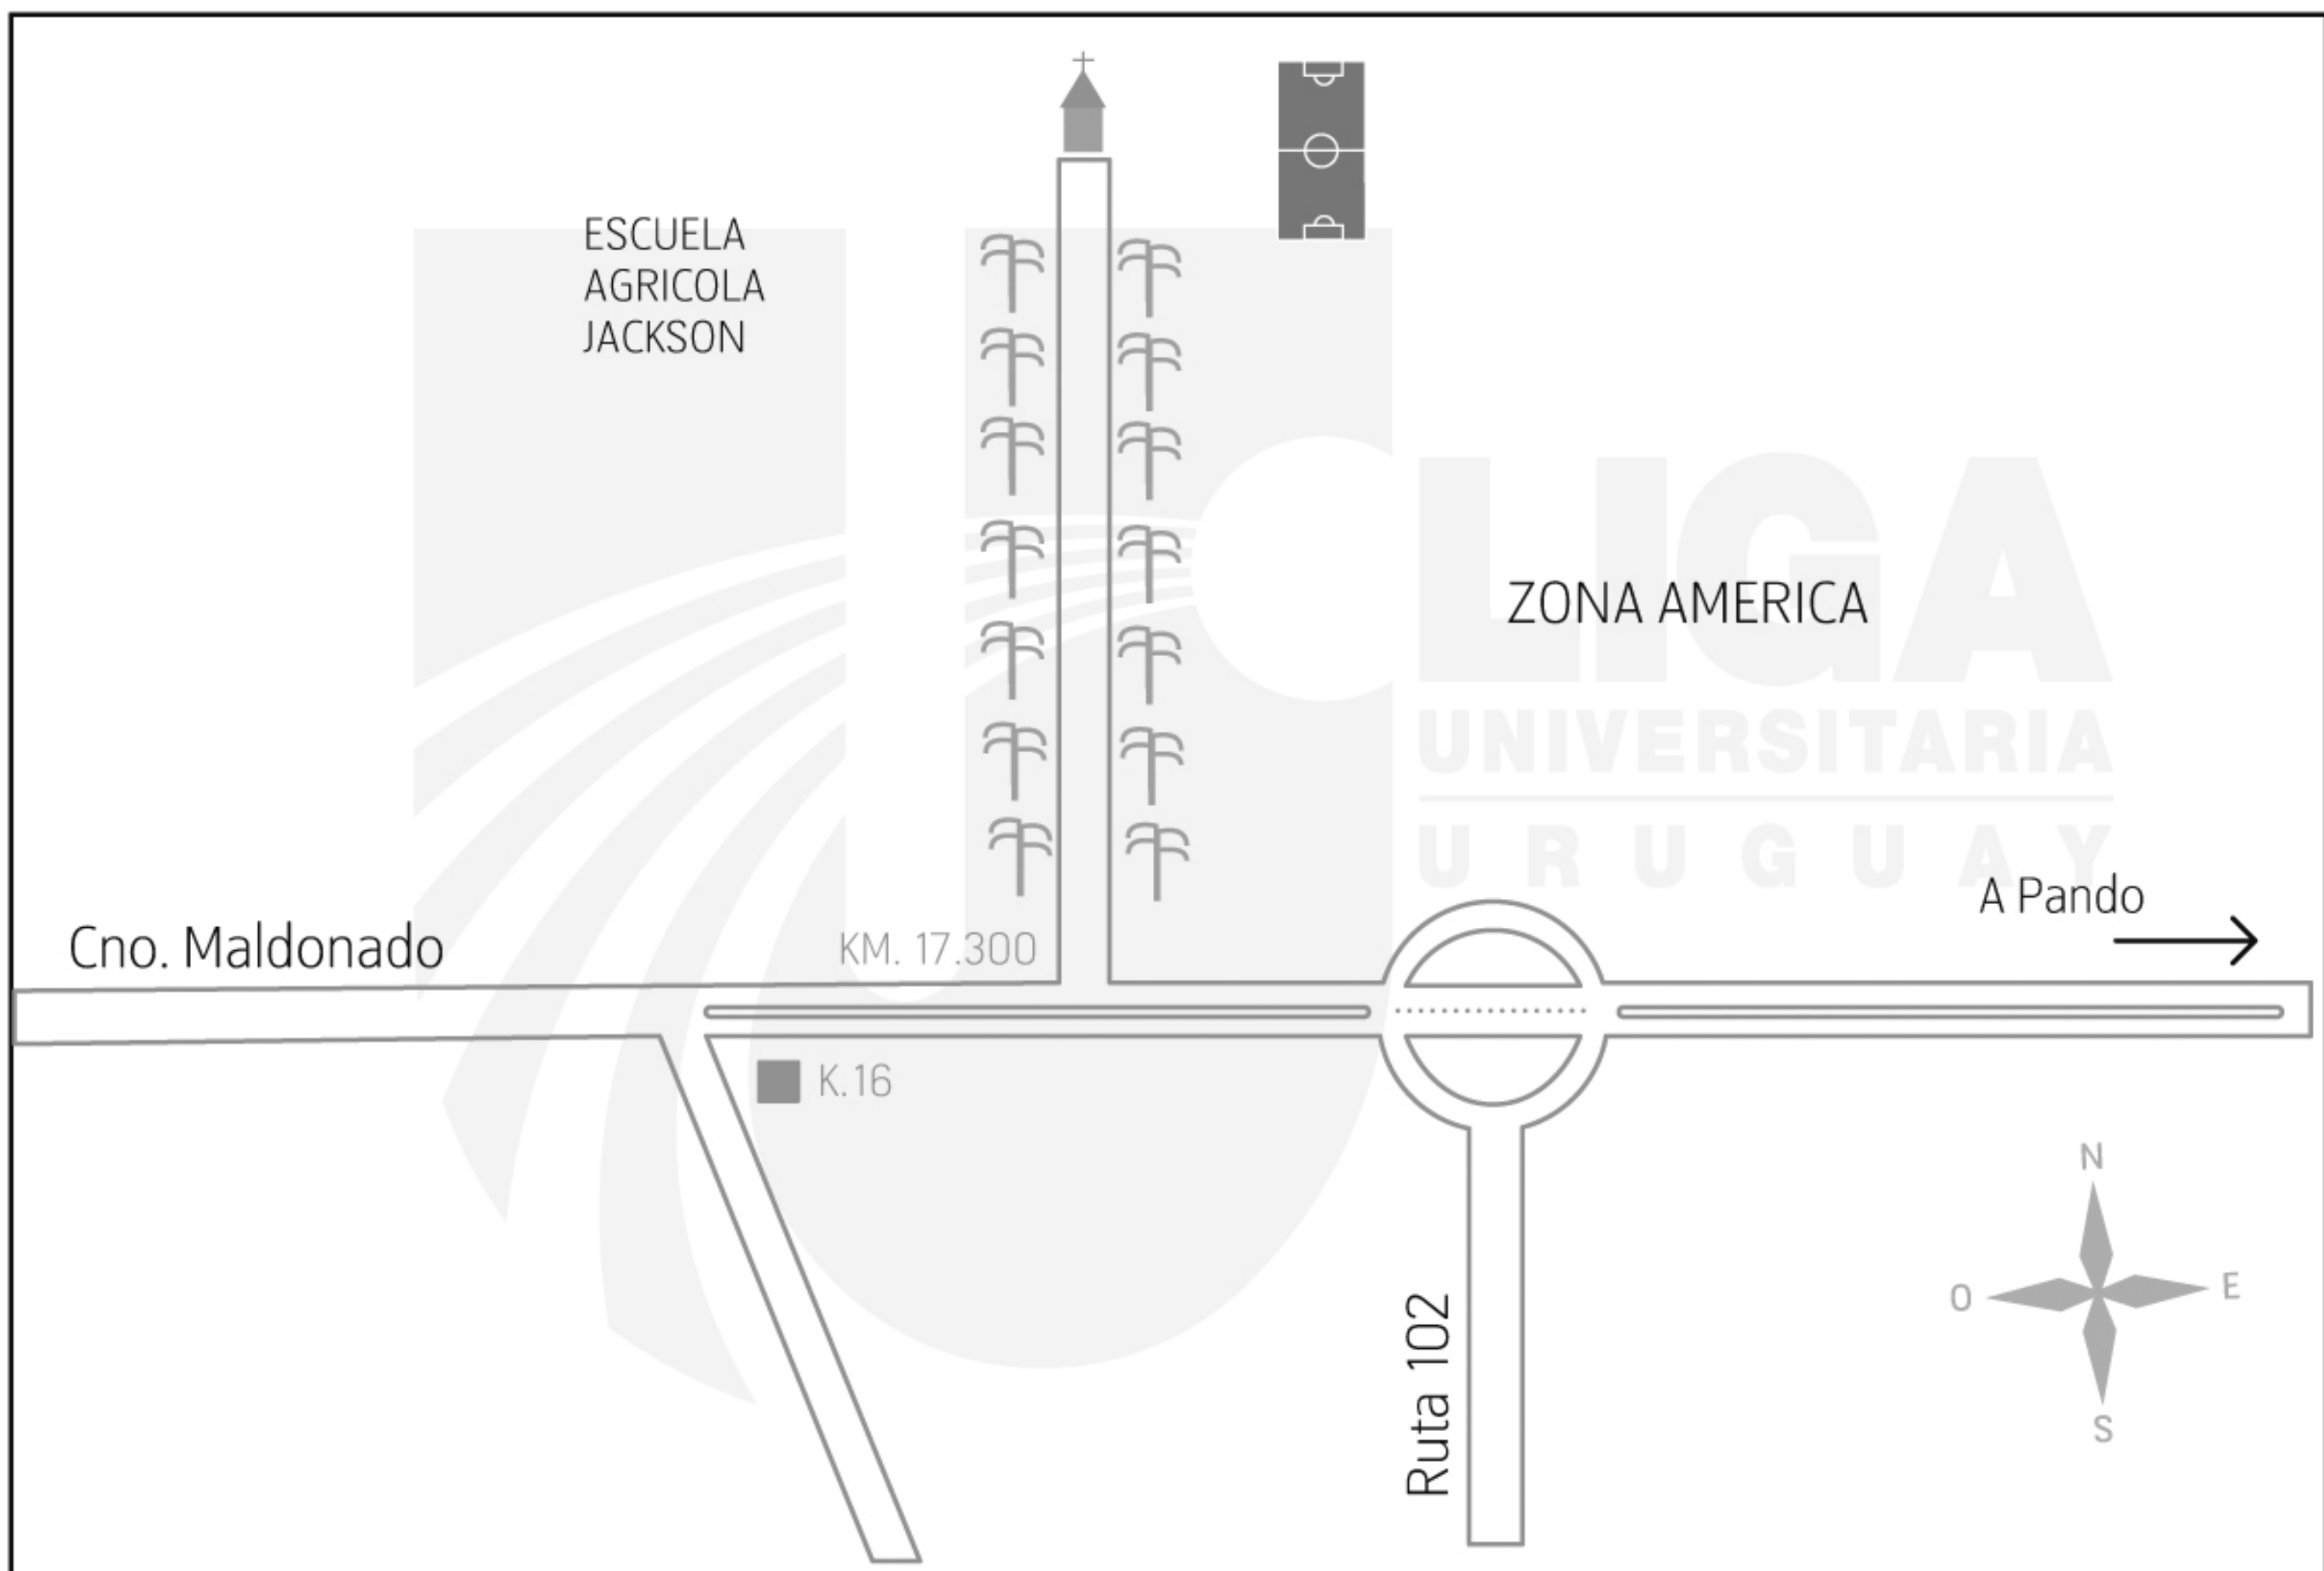 ESCUELA
AGRICOLA
JACKSON
LIGA
ZONA AMERICA
UNIVERSITARIA
URUGUAY
A Pando
Cno. Maldonado
KM. 17.300
K.16
N
O
E
S
Ruta 102